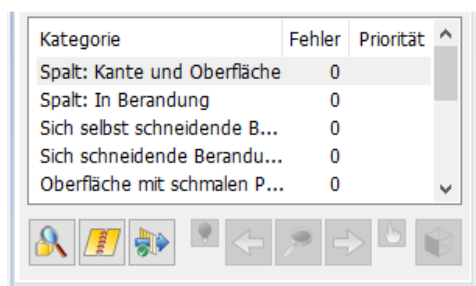 Kategorie Fehler Priorität
Spalt: Kante und Oberfläche 0
Spalt: In Berandung 0
Sich selbst schneidende B... 0
Sich schneidende Berandu... 0
Oberfläche mit schmalen P... 0